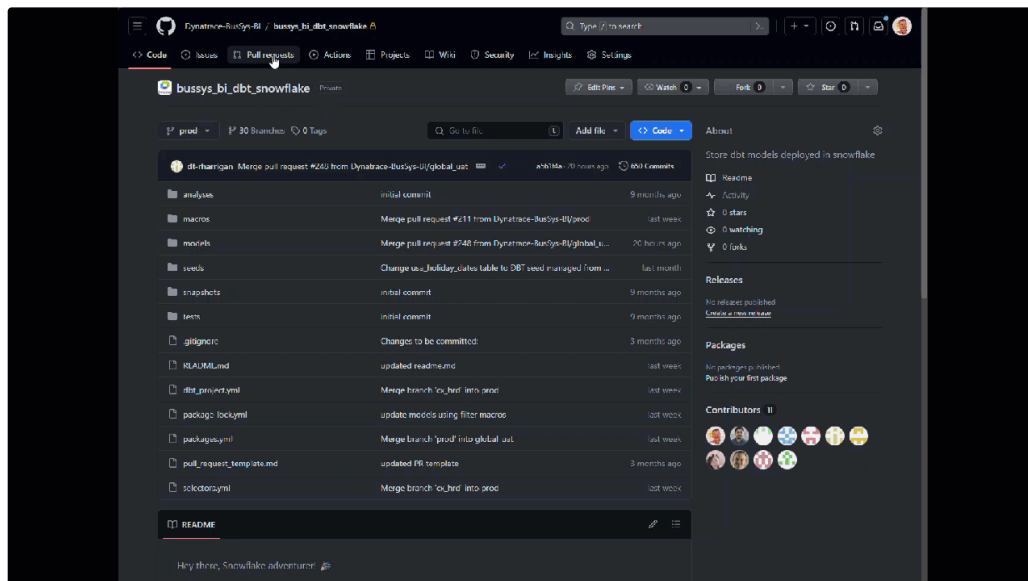 Dynatrace-BusSys-BI / bussys_bi_dbt_snowflake
Type / to search
Code Issues Pull requests Actions Projects Wiki Security Insights Settings
bussys_bi_dbt_snowflake Private
Edit Pins Watch 0 Fork 0 Star 0
prod 30 Branches 0 Tags
Go to file t Add file Code
dt-rharrigan Merge pull request #248 from Dynatrace-BusSys-BI/global_uat 20 hours ago 650 Commits
analyses initial commit 9 months ago
macros Merge pull request #211 from Dynatrace-BusSys-BI/prod last week
models Merge pull request #248 from Dynatrace-BusSys-BI/global_u... 20 hours ago
seeds Change usa_holiday_dates table to DBT seed managed from ... last month
snapshots initial commit 9 months ago
tests initial commit 9 months ago
.gitignore Changes to be committed: 3 months ago
README.md updated readme.md last week
dbt_project.yml Merge branch 'cx_hrd' into prod last week
package-lock.yml update models using filter macros last week
packages.yml Merge branch 'prod' into global_uat last week
pull_request_template.md updated PR template 3 months ago
selectors.yml Merge branch 'cx_hrd' into prod last week
README
Hey there, Snowflake adventurer!
About
Store dbt models deployed in snowflake
Readme
Activity
0 stars
0 watching
0 forks
Releases
No releases published
Create a new release
Packages
No packages published
Publish your first package
Contributors 11